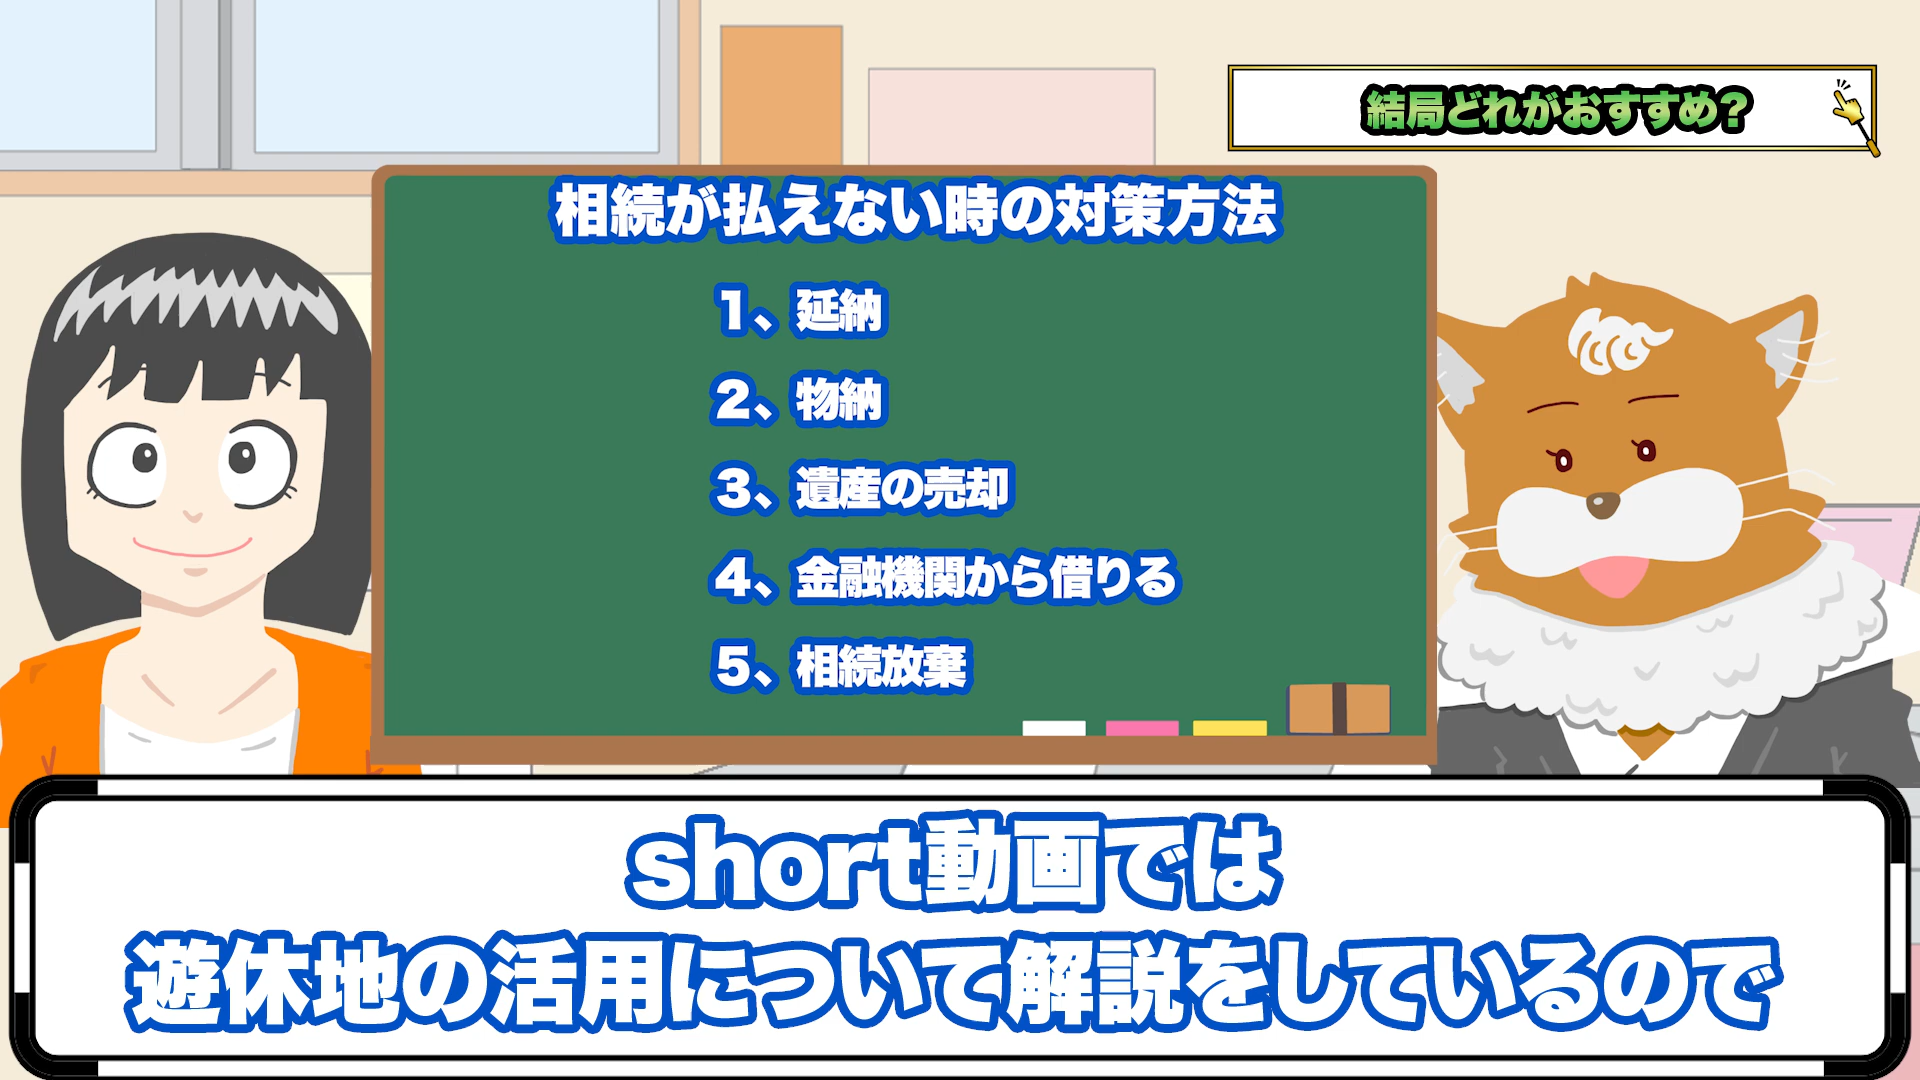 結局どれがおすすめ?
相続が払えない時の対策方法
1、延納
2、物納
3、遺産の売却
4、金融機関から借りる
5、相続放棄
short動画では
遊休地の活用について解説をしているので